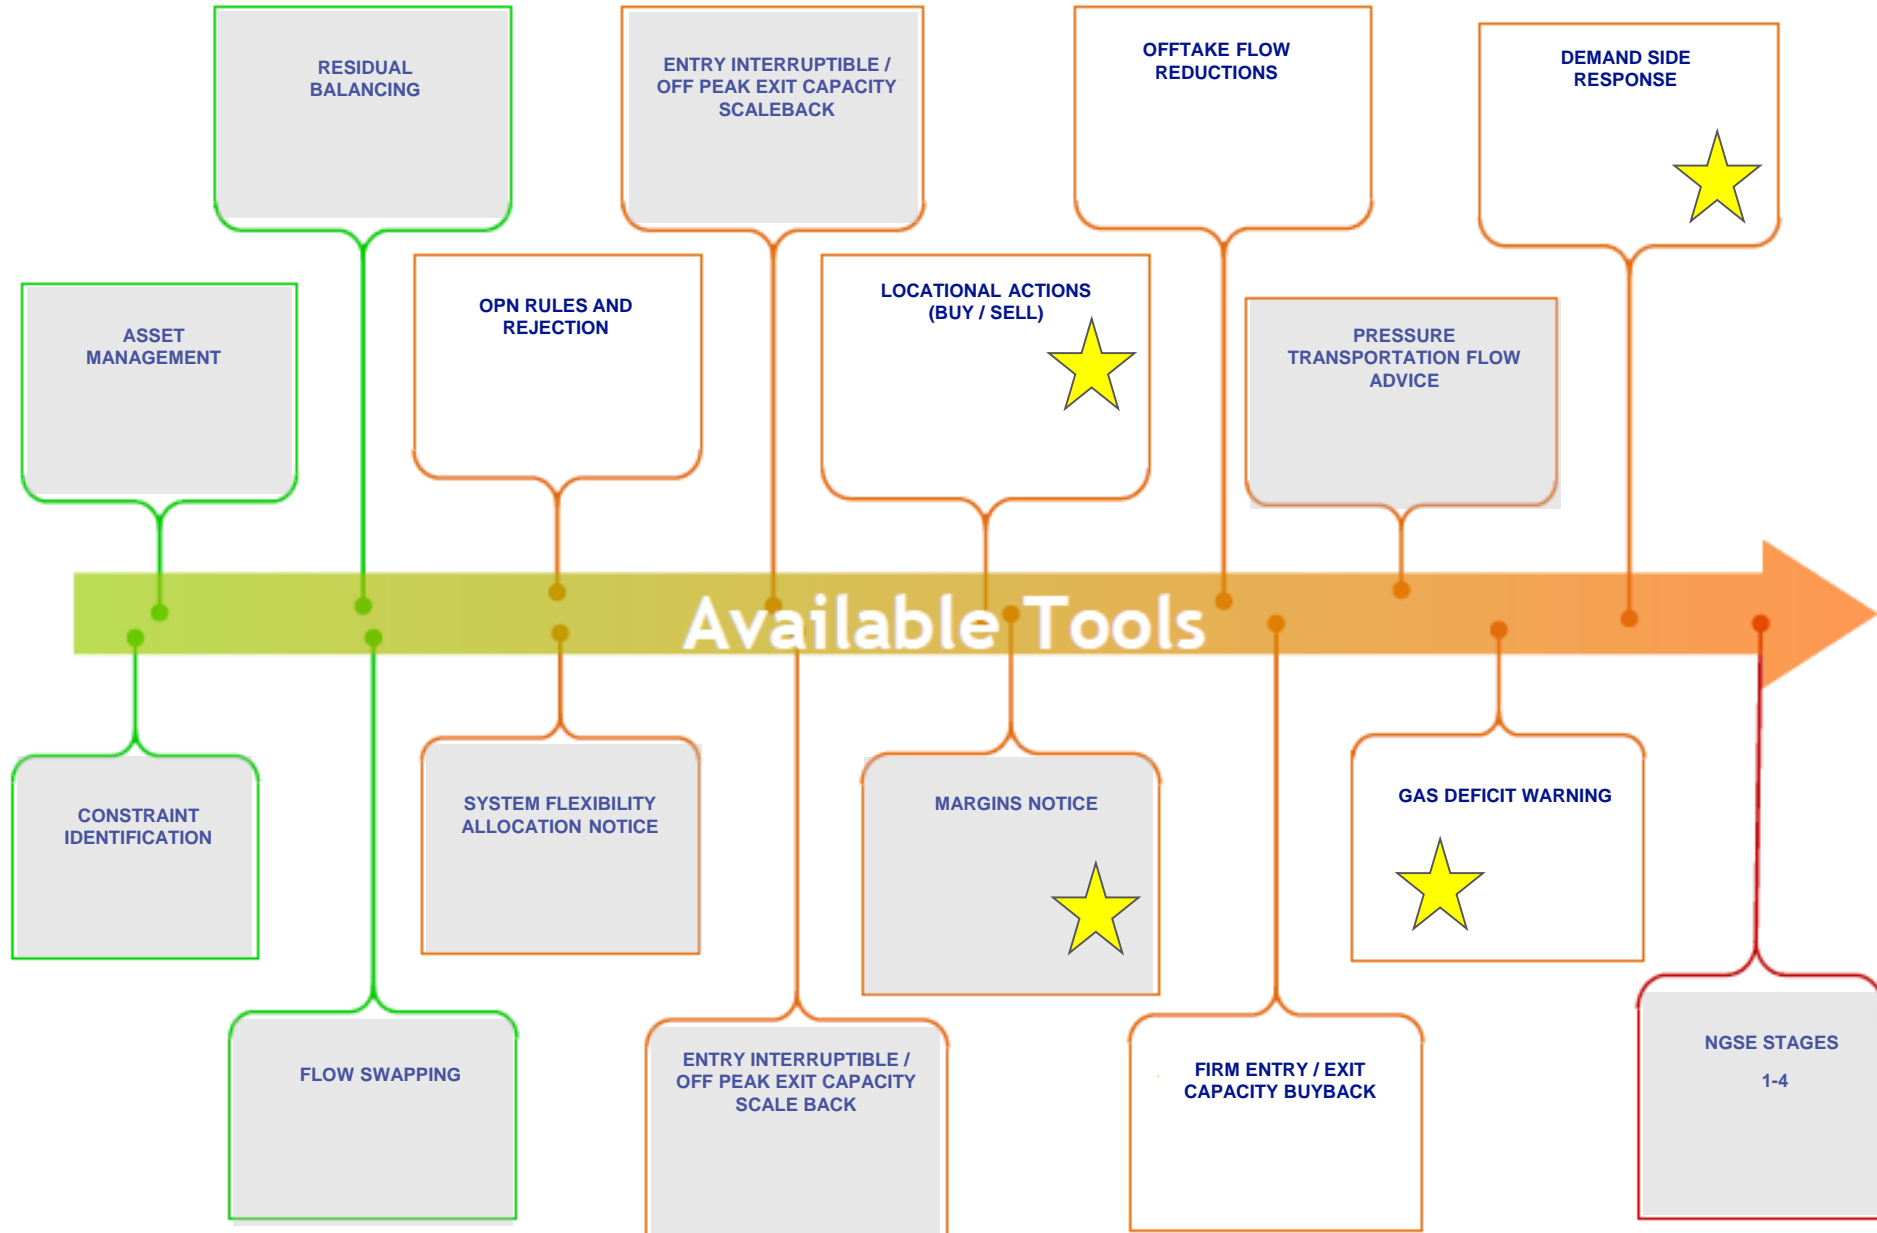 RESIDUAL
BALANCING
ENTRY INTERRUPTIBLE /
OFF PEAK EXIT CAPACITY
SCALEBACK
OFFTAKE FLOW
REDUCTIONS
DEMAND SIDE
RESPONSE
ASSET
MANAGEMENT
OPN RULES AND
REJECTION
LOCATIONAL ACTIONS
(BUY / SELL)
PRESSURE
TRANSPORTATION FLOW
ADVICE
Available Tools
CONSTRAINT
IDENTIFICATION
SYSTEM FLEXIBILITY
ALLOCATION NOTICE
MARGINS NOTICE
GAS DEFICIT WARNING
FLOW SWAPPING
ENTRY INTERRUPTIBLE /
OFF PEAK EXIT CAPACITY
SCALE BACK
FIRM ENTRY / EXIT
CAPACITY BUYBACK
NGSE STAGES
1-4